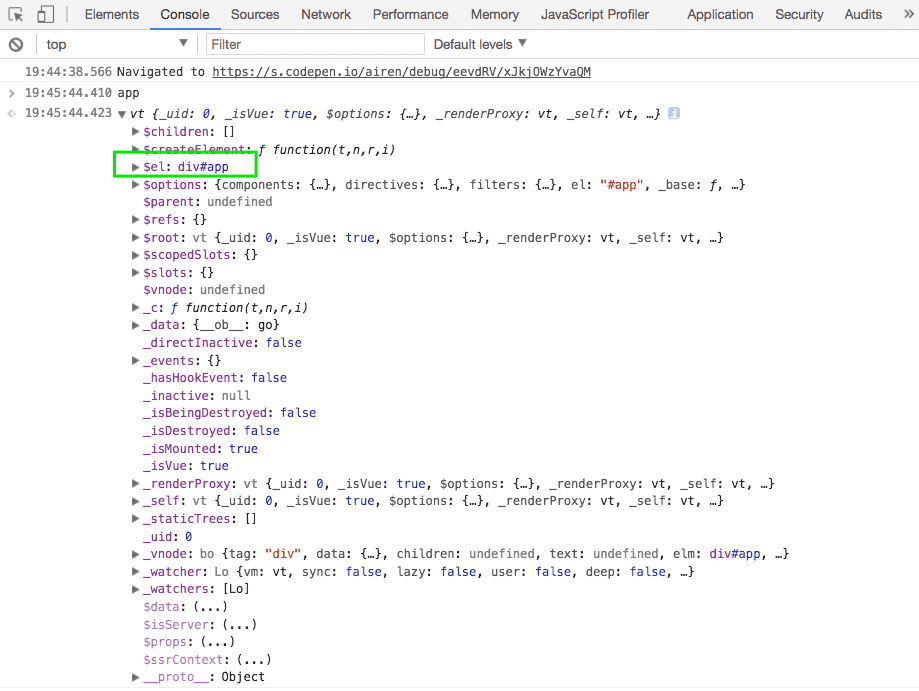 Elements Console Sources Network Performance Memory JavaScript Profiler Application Security Audits »
top Filter Default levels
19:44:38.566 Navigated to https://s.codepen.io/airen/debug/eevdRV/xJkjOWzYvaQM
19:45:44.410 app
19:45:44.423 vt {_uid: 0, _isVue: true, $options: {…}, _renderProxy: vt, _self: vt, …} i
$children: []
$createElement: ƒ function(t,n,r,i)
$el: div#app
$options: {components: {…}, directives: {…}, filters: {…}, el: "#app", _base: ƒ, …}
$parent: undefined
$refs: {}
$root: vt {_uid: 0, _isVue: true, $options: {…}, _renderProxy: vt, _self: vt, …}
$scopedSlots: {}
$slots: {}
$vnode: undefined
_c: ƒ function(t,n,r,i)
_data: {__ob__: go}
_directInactive: false
_events: {}
_hasHookEvent: false
_inactive: null
_isBeingDestroyed: false
_isDestroyed: false
_isMounted: true
_isVue: true
_renderProxy: vt {_uid: 0, _isVue: true, $options: {…}, _renderProxy: vt, _self: vt, …}
_self: vt {_uid: 0, _isVue: true, $options: {…}, _renderProxy: vt, _self: vt, …}
_staticTrees: []
_uid: 0
_vnode: bo {tag: "div", data: {…}, children: undefined, text: undefined, elm: div#app, …}
_watcher: Lo {vm: vt, sync: false, lazy: false, user: false, deep: false, …}
_watchers: [Lo]
$data: (...)
$isServer: (...)
$props: (...)
$ssrContext: (...)
__proto__: Object